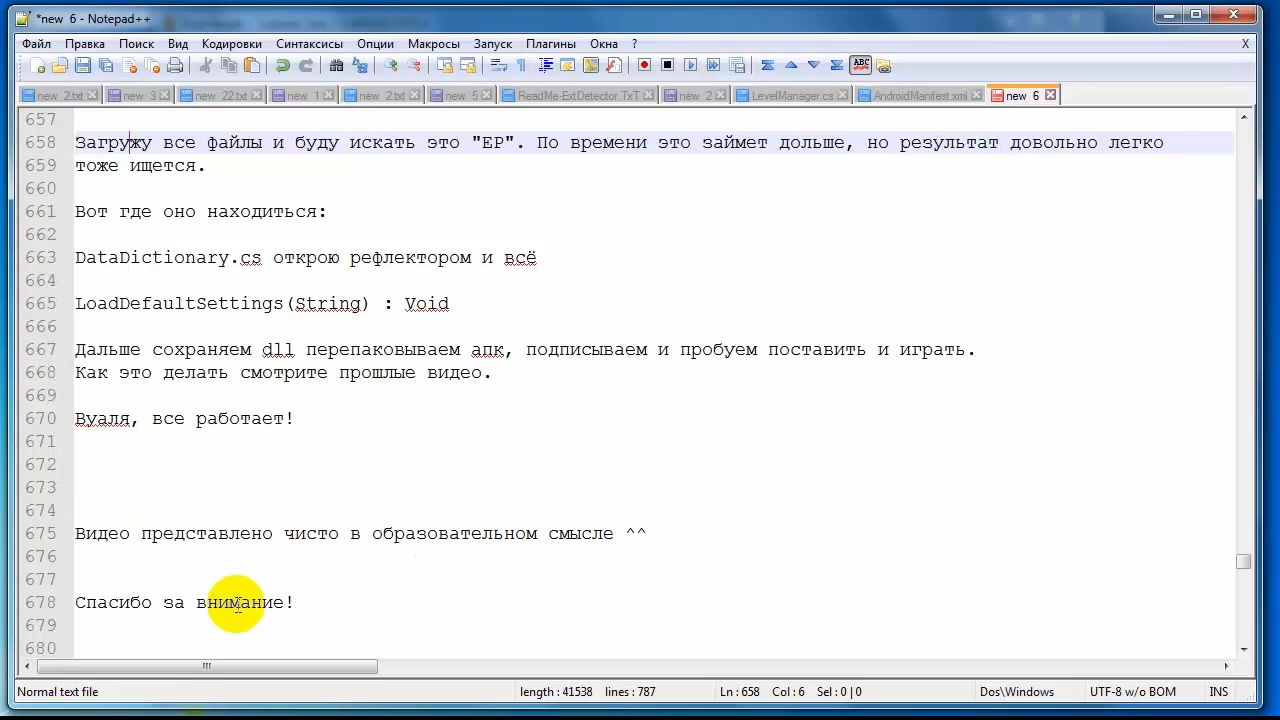 *new  6 - Notepad++
Файл Правка Поиск Вид Кодировки Синтаксисы Опции Макросы Запуск Плагины Окна ? X
new  2.txt new  3 new  22.txt new  1 new  2.txt new  5 ReadMe-ExtDetector.TxT new  2 LevelManager.cs AndroidManifest.xml new  6
657
658 Загружу все файлы и буду искать это "EP". По времени это займет дольше, но результат довольно легко
659 тоже ищется.
660
661 Вот где оно находиться:
662
663 DataDictionary.cs открою рефлектором и всё
664
665 LoadDefaultSettings(String) : Void
666
667 Дальше сохраняем dll перепаковываем апк, подписываем и пробуем поставить и играть.
668 Как это делать смотрите прошлые видео.
669
670 Вуаля, все работает!
671
672
673
674
675 Видео представлено чисто в образовательном смысле ^^
676
677
678 Спасибо за внимание!
679
680
Normal text file length : 41538 lines : 787 Ln : 658 Col : 6 Sel : 0 | 0 Dos\Windows UTF-8 w/o BOM INS